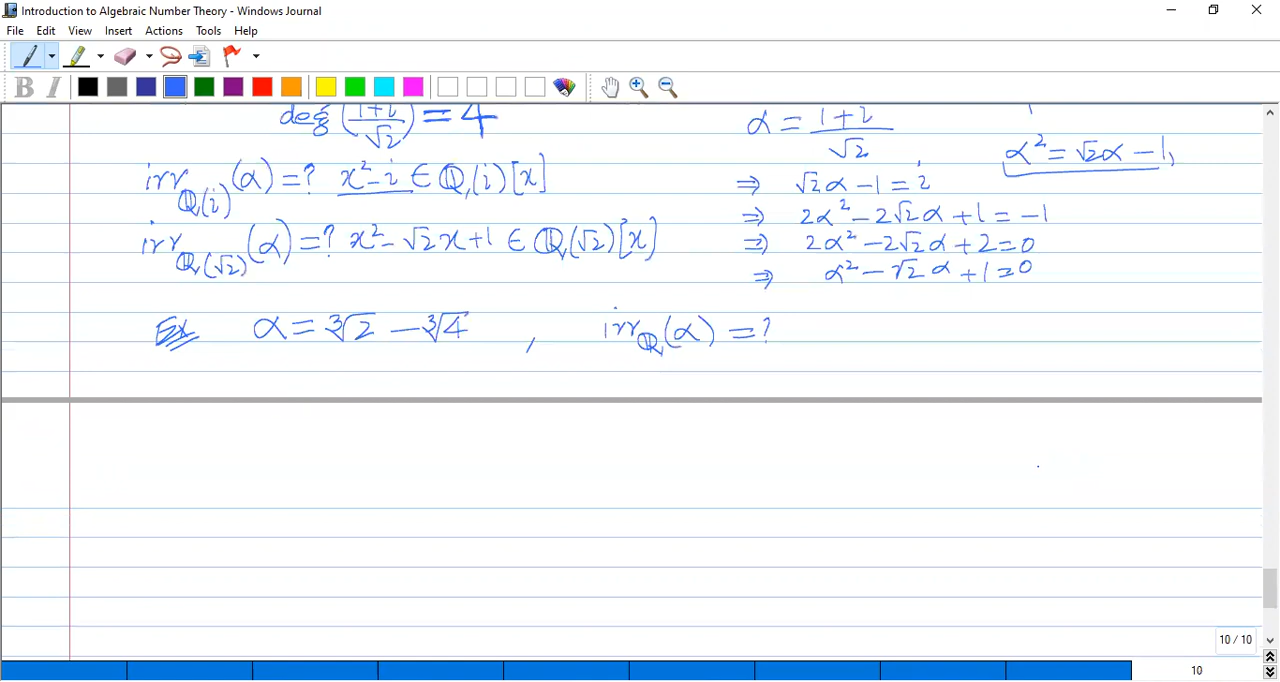 Introduction to Algebraic Number Theory - Windows Journal
File Edit View Insert Actions Tools Help
B I
deg((1+i)/√2) = 4
α = (1+i)/√2,
α² = √2α − 1,
irr_ℚ(i)(α) = ? x² − i ∈ ℚ(i)[x]
⇒ √2α − 1 = i
⇒ 2α² − 2√2α + 1 = −1
irr_ℚ(√2)(α) = ? x² − √2x + 1 ∈ ℚ(√2)[x]
⇒ 2α² − 2√2α + 2 = 0
⇒ α² − √2α + 1 = 0
Ex α = ∛2 − ∛4 , irr_ℚ(α) = ?
10 / 10
10